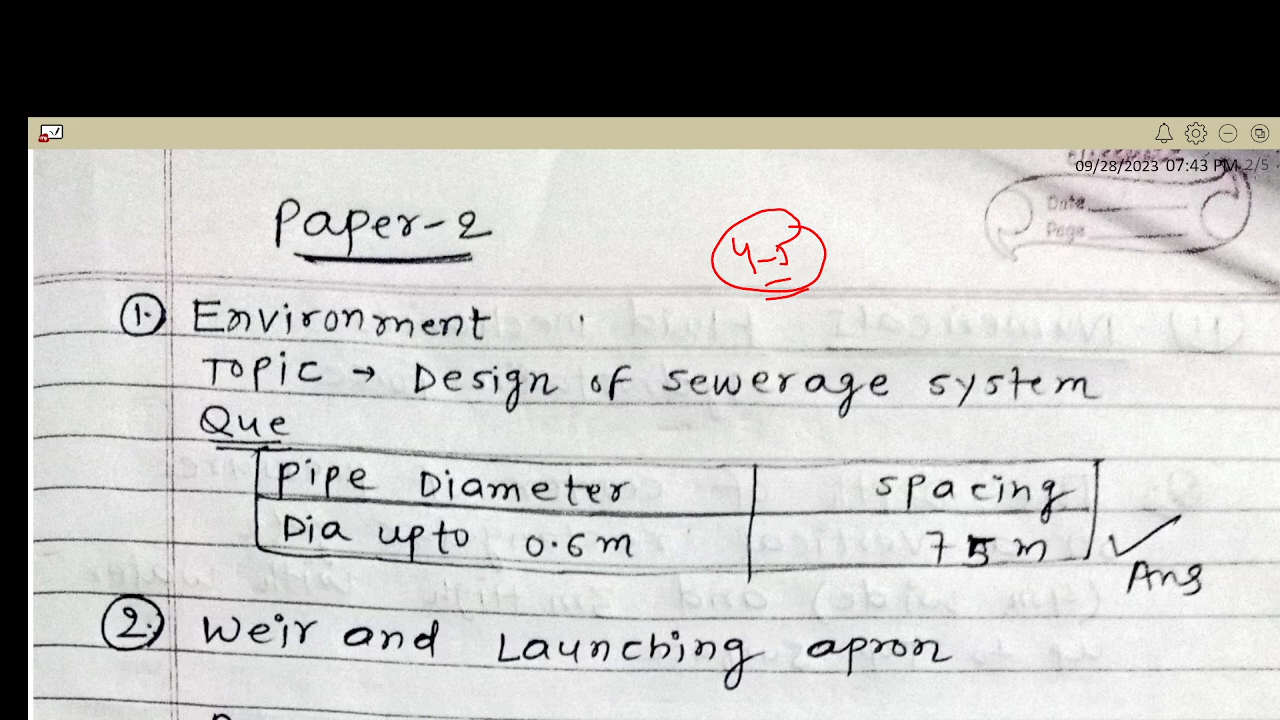 09/28/2023 07:43 PM 2/5
Date
Page
Paper-2
4-5
1. Environment
Topic → Design of sewerage system
Que
Pipe Diameter spacing
Dia upto 0.6m 75m
Ans
2. Weir and Launching apron